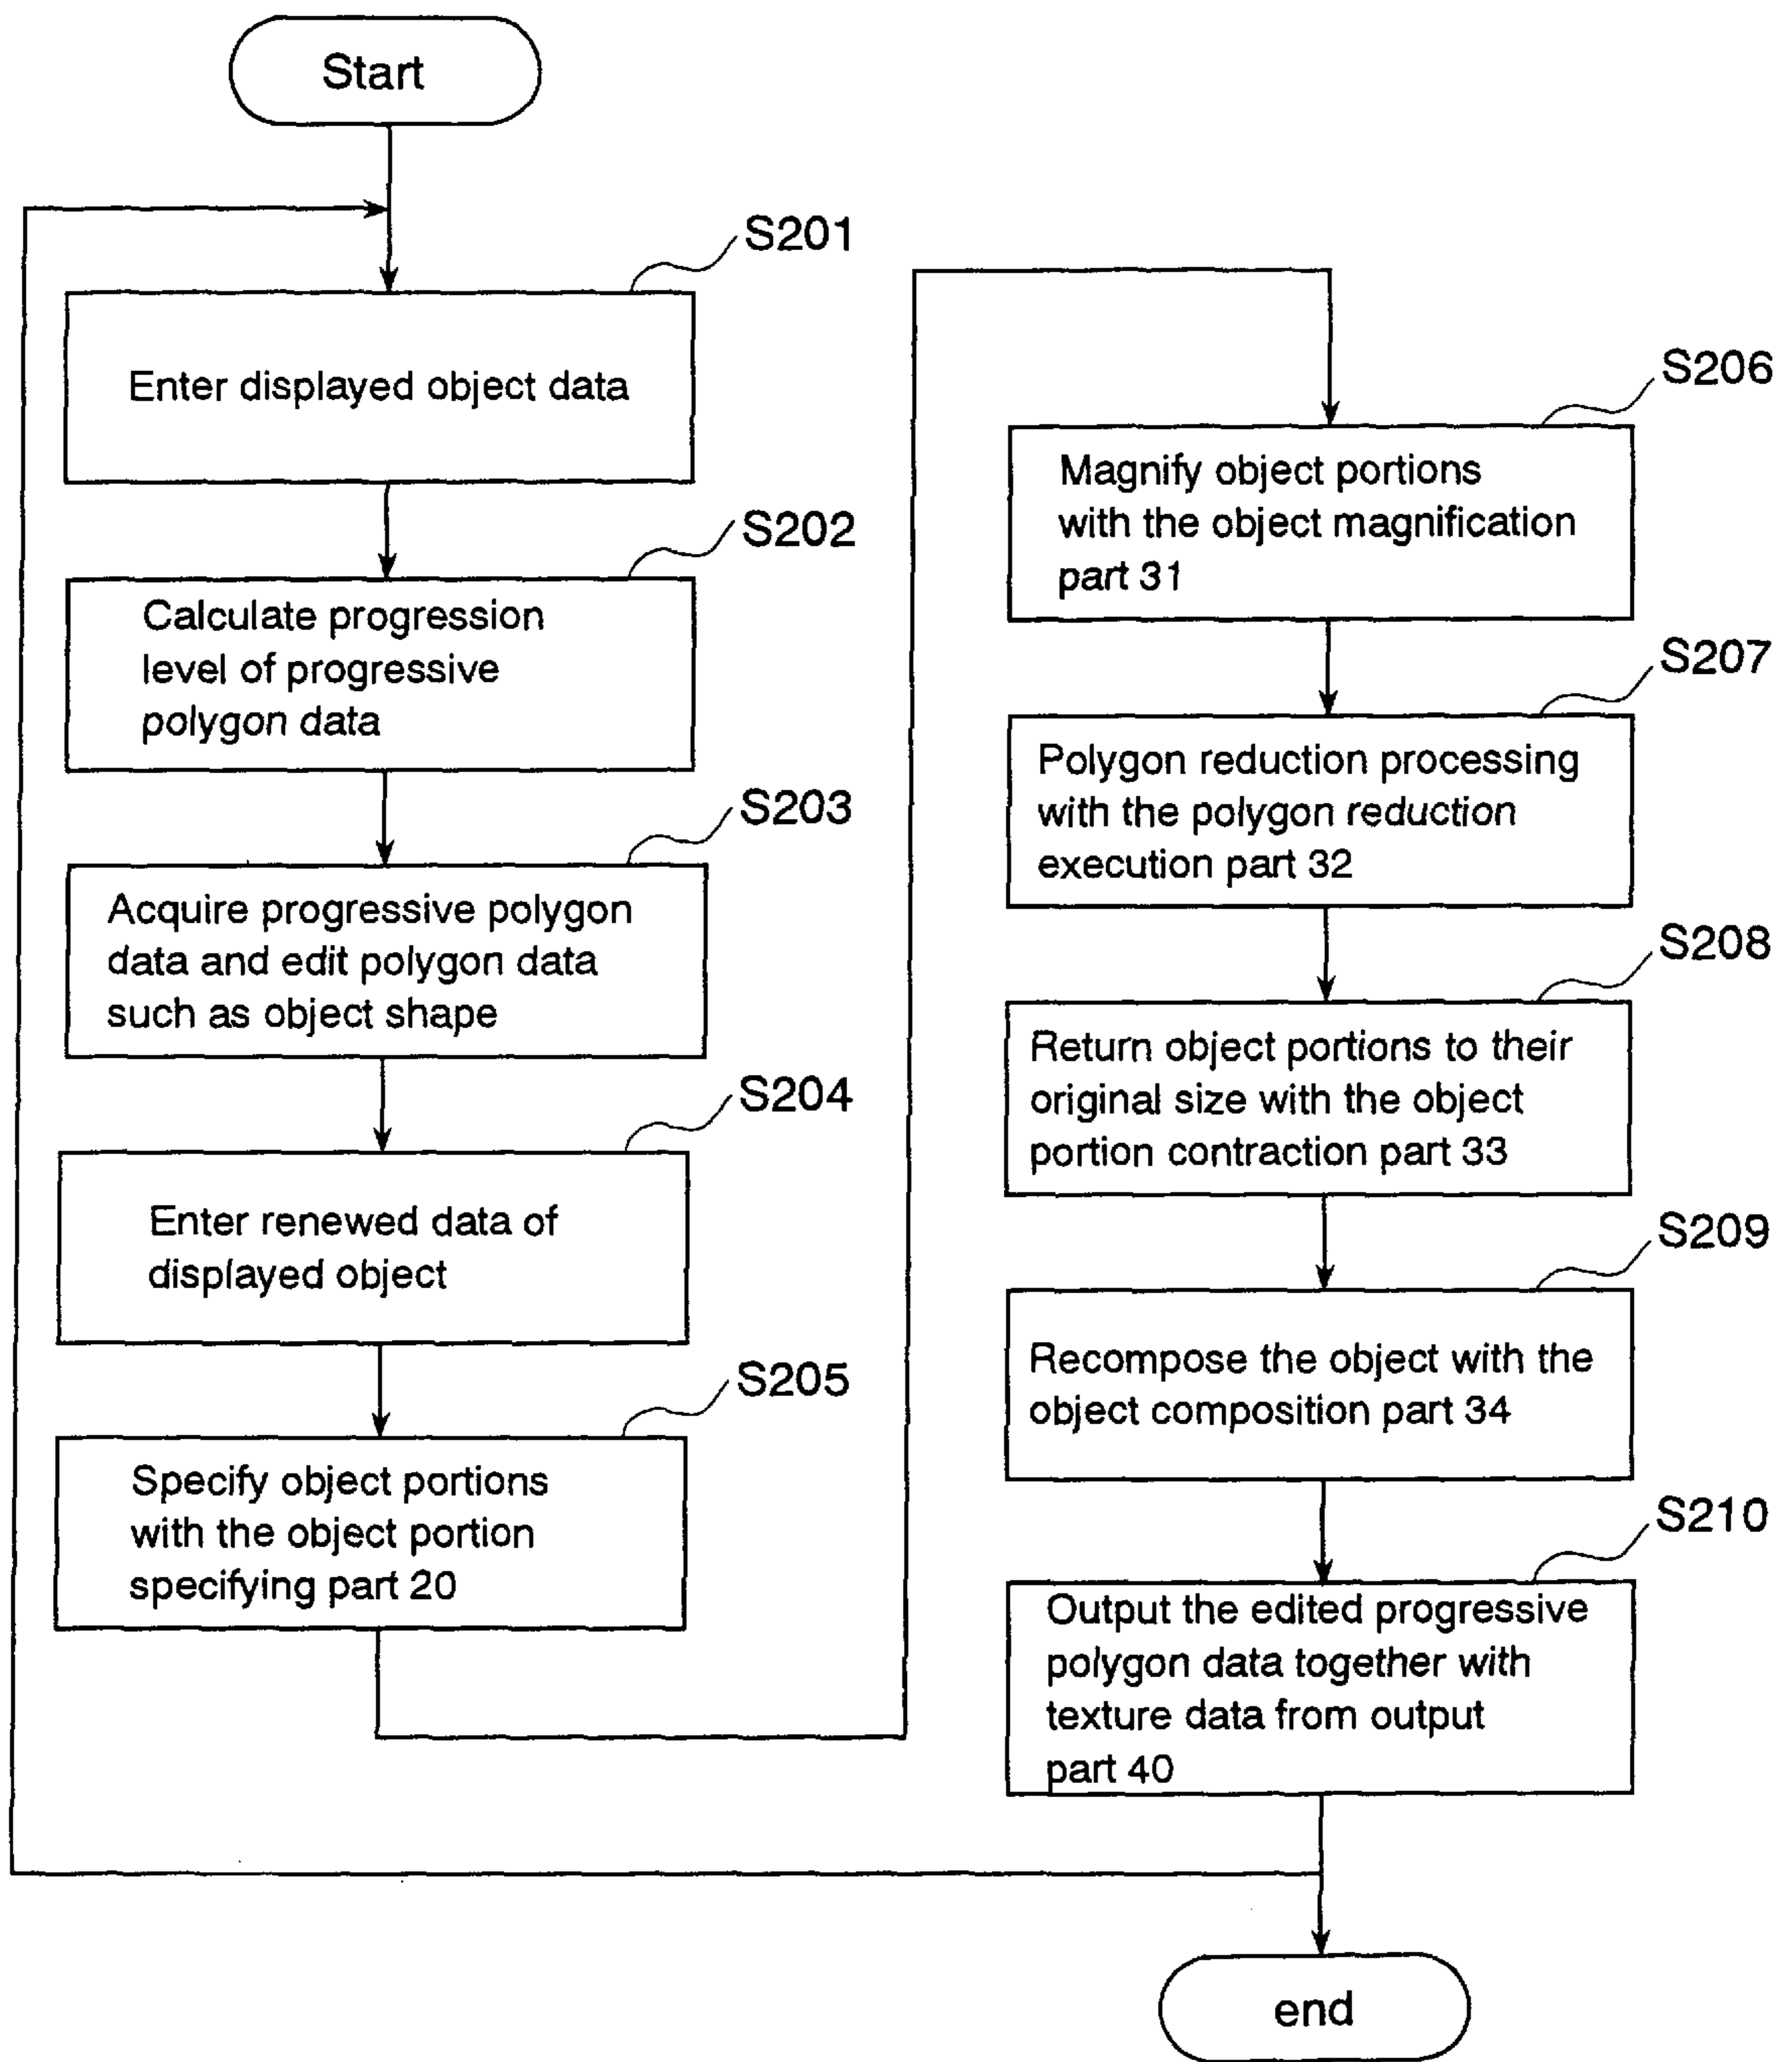 Start
S201
Enter displayed object data
S202
Calculate progression
level of progressive
polygon data
S203
Acquire progressive polygon
data and edit polygon data
such as object shape
S204
Enter renewed data of
displayed object
S205
Specify object portions
with the object portion
specifying part 20
S206
Magnify object portions
with the object magnification
part 31
S207
Polygon reduction processing
with the polygon reduction
execution part 32
S208
Return object portions to their
original size with the object
portion contraction part 33
S209
Recompose the object with the
object composition part 34
S210
Output the edited progressive
polygon data together with
texture data from output
part 40
end